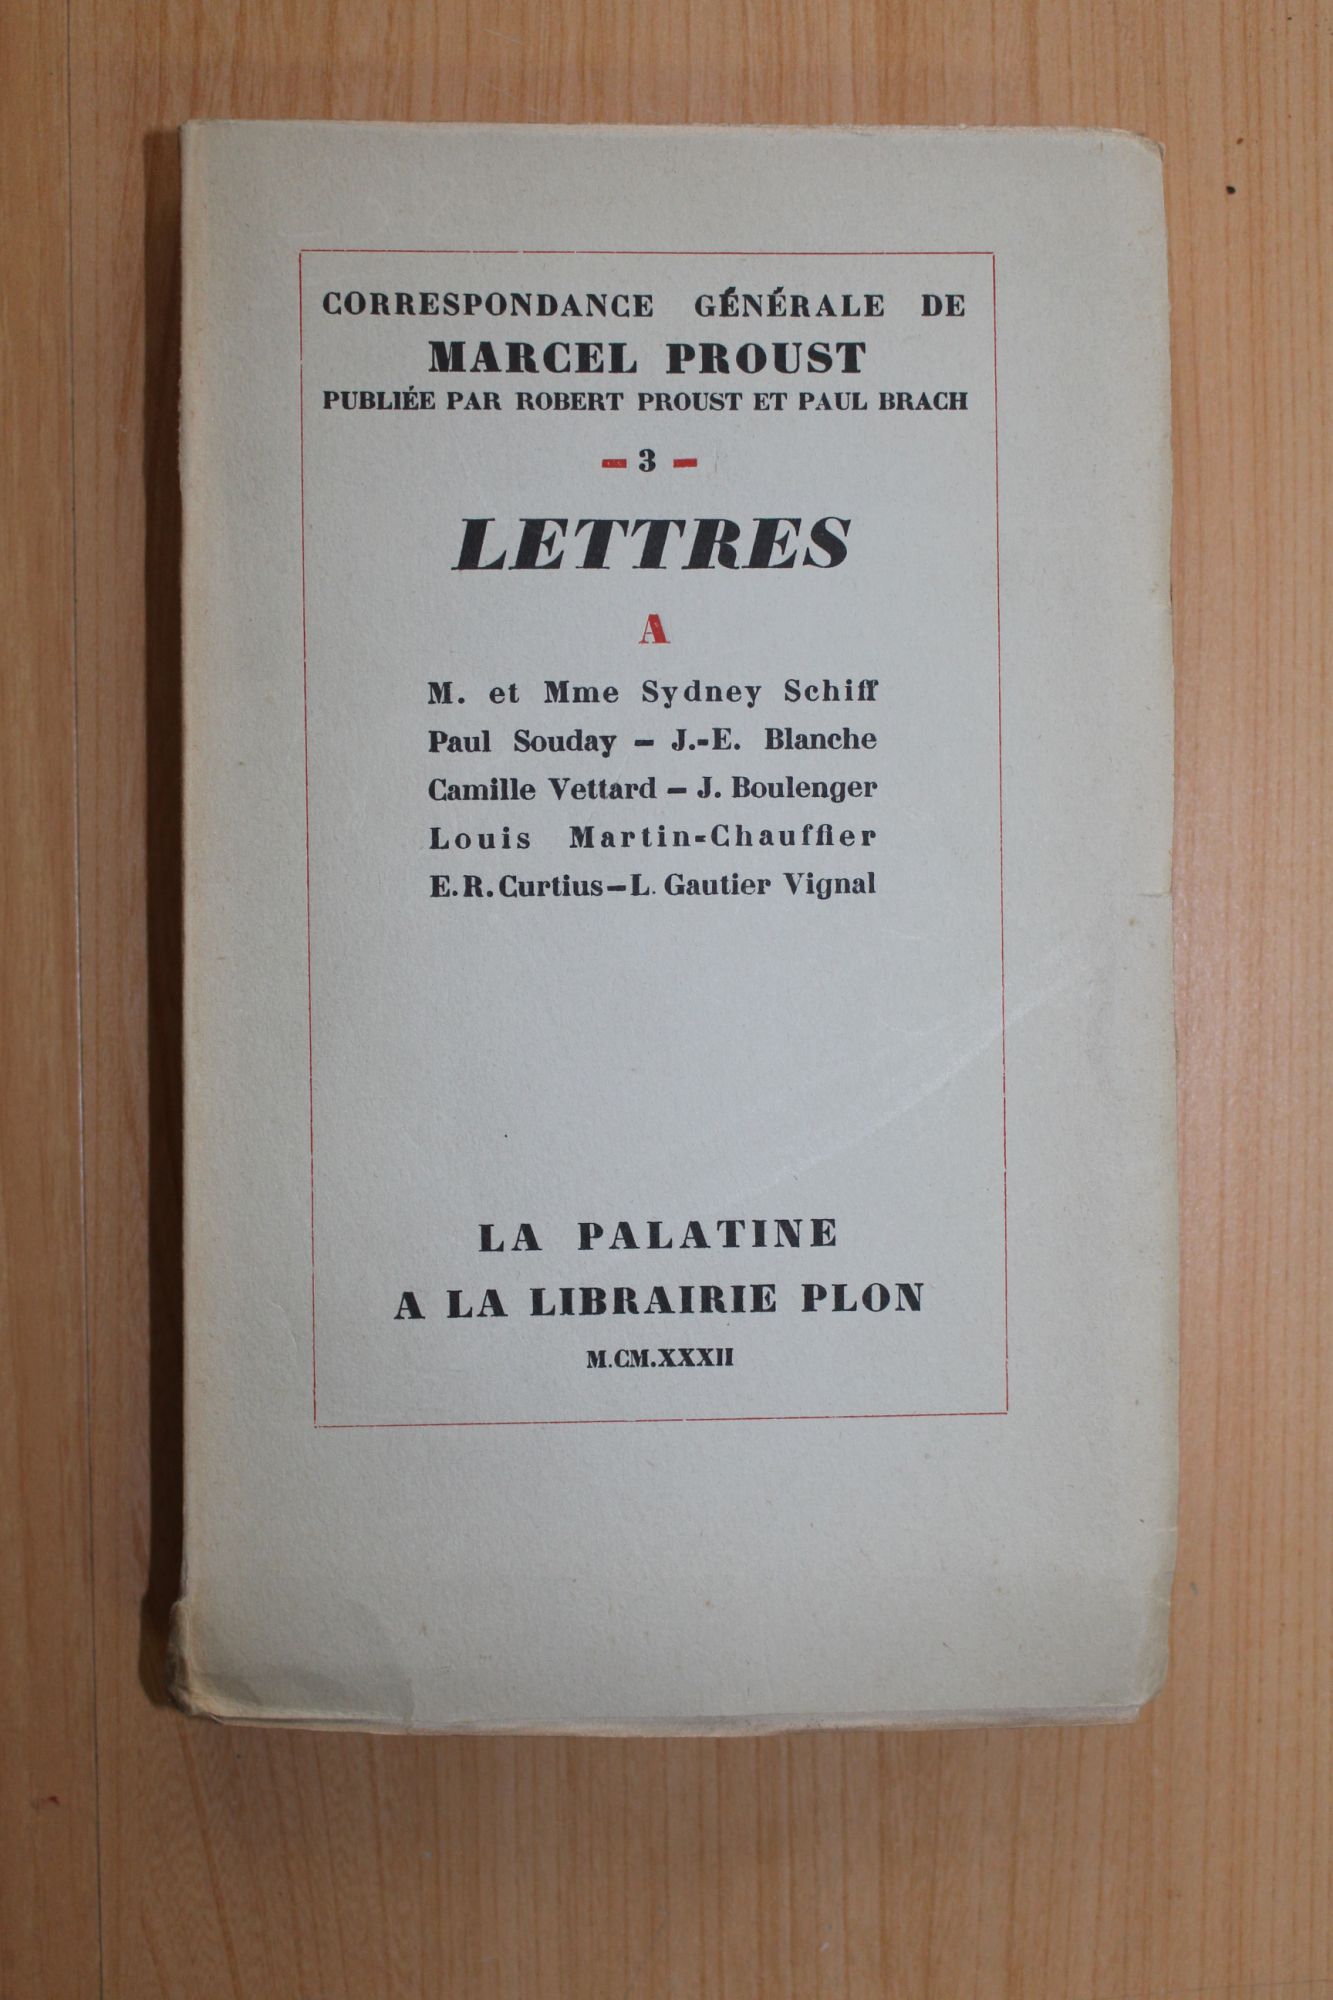 CORRESPONDANCE GÉNÉRALE DE
MARCEL PROUST
PUBLIÉE PAR ROBERT PROUST ET PAUL BRACH
- 3 -
LETTRES
A
M. et Mme Sydney Schiff
Paul Souday - J.-E. Blanche
Camille Vettard - J. Boulenger
Louis Martin-Chauffier
E. R. Curtius - L. Gautier Vignal
LA PALATINE
A LA LIBRAIRIE PLON
M.CM.XXXII